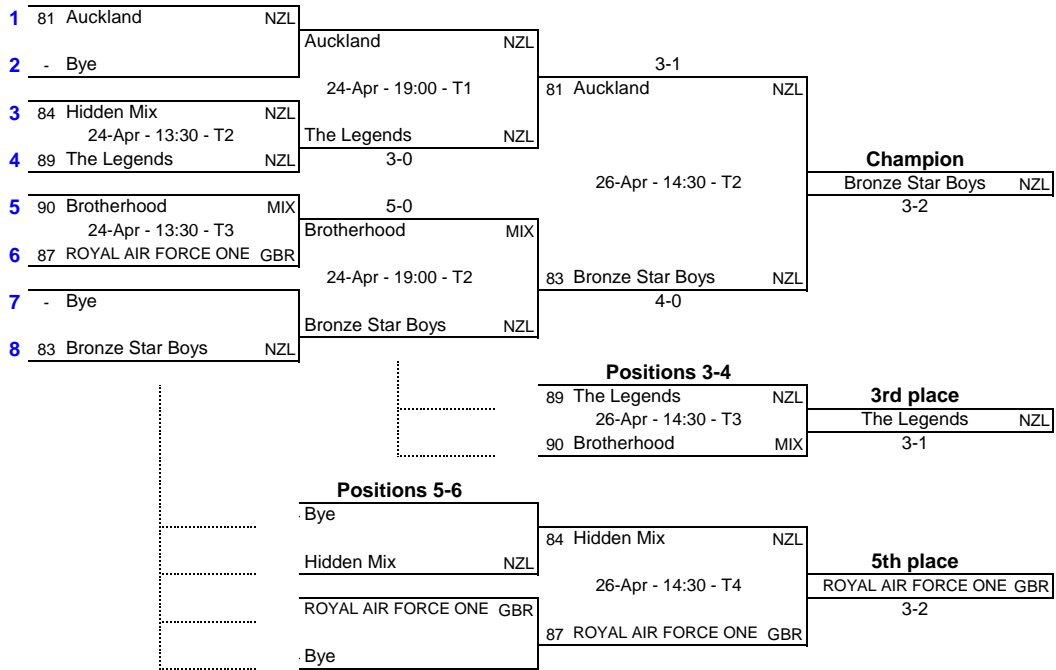 1 81 Auckland NZL
Auckland NZL
2 - Bye 3-1
24-Apr - 19:00 - T1 81 Auckland NZL
3 84 Hidden Mix NZL
24-Apr - 13:30 - T2 The Legends NZL
4 89 The Legends NZL 3-0 Champion
26-Apr - 14:30 - T2 Bronze Star Boys NZL
5 90 Brotherhood MIX 5-0 3-2
24-Apr - 13:30 - T3 Brotherhood MIX
6 87 ROYAL AIR FORCE ONE GBR
24-Apr - 19:00 - T2 83 Bronze Star Boys NZL
7 - Bye 4-0
Bronze Star Boys NZL
8 83 Bronze Star Boys NZL
Positions 3-4
89 The Legends NZL 3rd place
26-Apr - 14:30 - T3 The Legends NZL
90 Brotherhood MIX 3-1
Positions 5-6
Bye
84 Hidden Mix NZL
Hidden Mix NZL 5th place
26-Apr - 14:30 - T4 ROYAL AIR FORCE ONE GBR
ROYAL AIR FORCE ONE GBR 3-2
87 ROYAL AIR FORCE ONE GBR
Bye